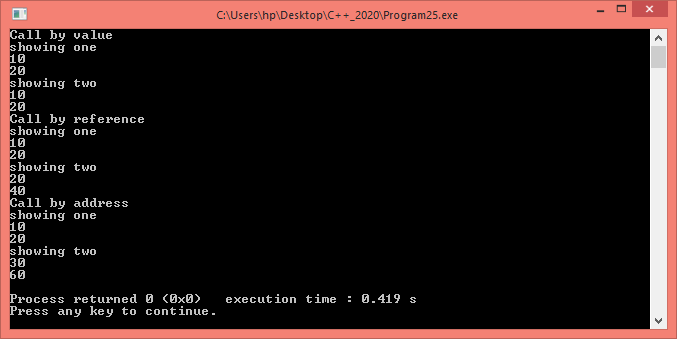 C:\Users\hp\Desktop\C++_2020\Program25.exe
Call by value
showing one
10
20
showing two
10
20
Call by reference
showing one
10
20
showing two
20
40
Call by address
showing one
10
20
showing two
30
60
Process returned 0 (0x0)   execution time : 0.419 s
Press any key to continue.